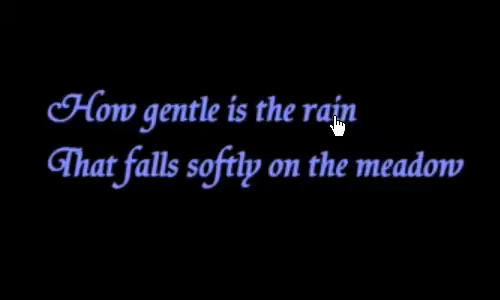 How gentle is the rain
That falls softly on the meadow